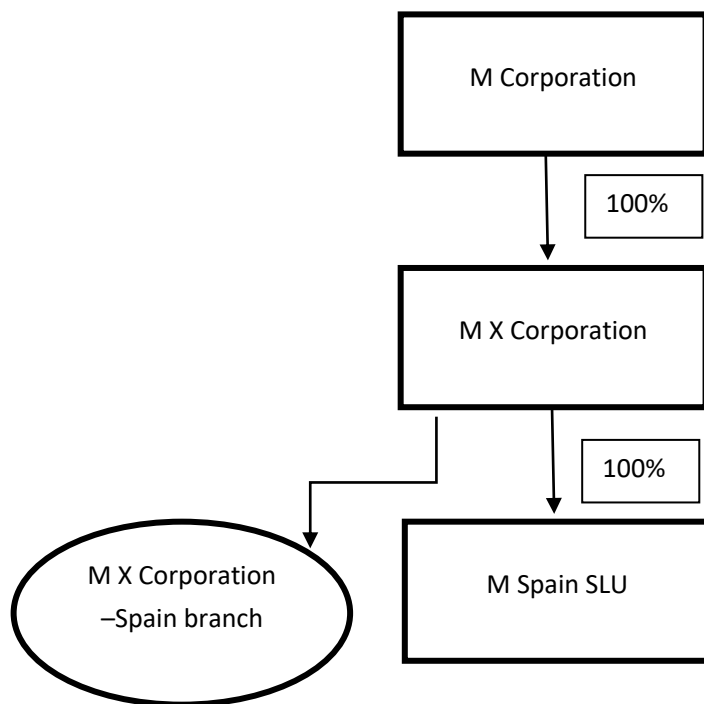 M Corporation
100%
M X Corporation
100%
M X Corporation
–Spain branch
M Spain SLU